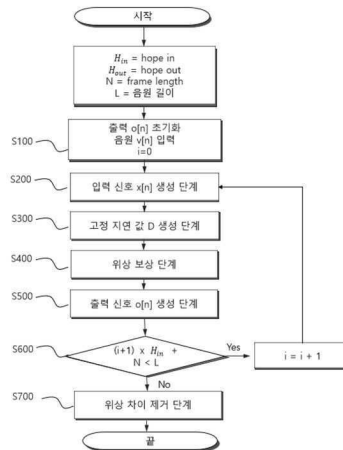 시작
H_in = hope in
H_out = hope out
N = frame length
L = 음원 길이
S100
출력 o[n] 초기화
음원 v[n] 입력
i=0
S200
입력 신호 x[n] 생성 단계
S300
고정 지연 값 D 생성 단계
S400
위상 보상 단계
S500
출력 신호 o[n] 생성 단계
S600
(i+1) x H_in +
N < L
Yes
i = i + 1
No
S700
위상 차이 제거 단계
끝